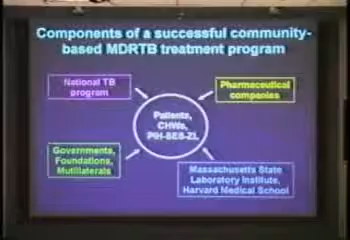 Components of a successful community-
based MDRTB treatment program
National TB
program
Pharmaceutical
companies
Patients,
CHWs,
PIH-SES-ZL
Governments,
Foundations,
Mutlilaterals
Massachusetts State
Laboratory Institute,
Harvard Medical School